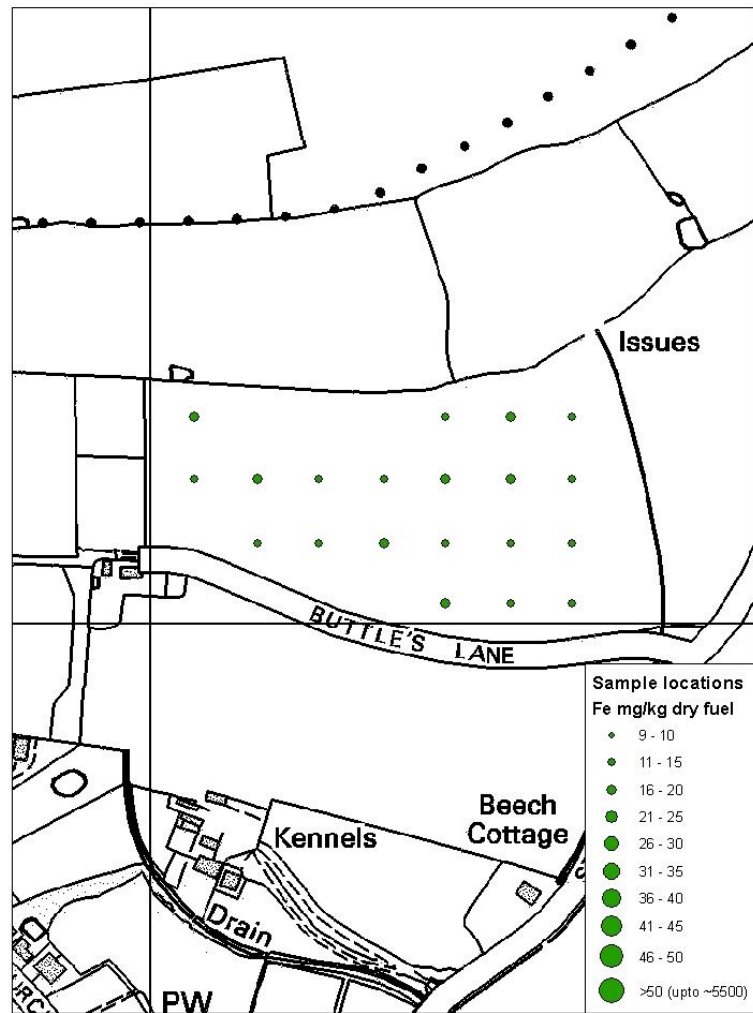 Issues
BUTTLE'S LANE
Sample locations
Fe mg/kg dry fuel
9 - 10
11 - 15
16 - 20
21 - 25
26 - 30
31 - 35
36 - 40
41 - 45
46 - 50
>50 (upto ~5500)
Beech
Cottage
Kennels
Drain
PW